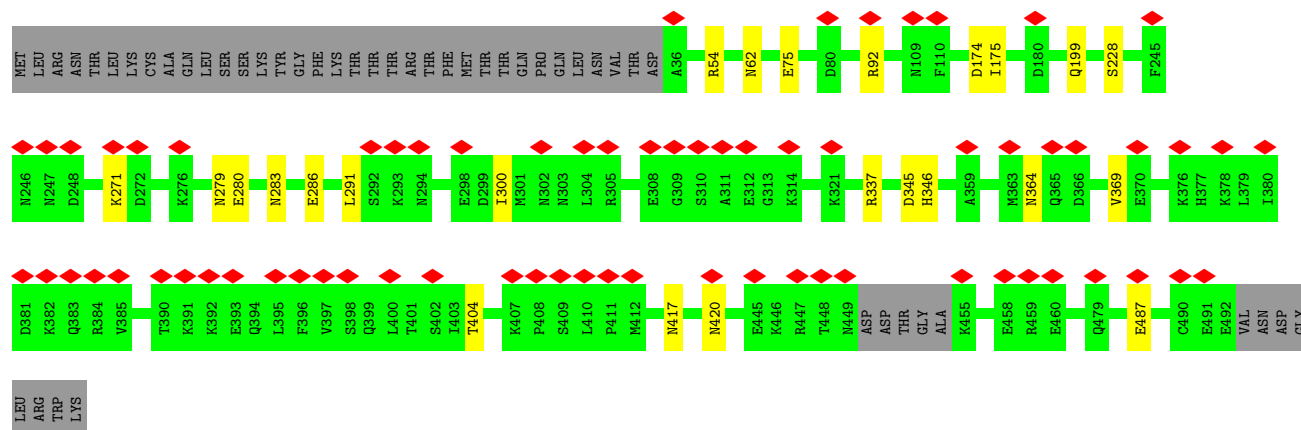 MET LEU ARG ASN THR LEU LYS CYS ALA GLN LEU SER SER LYS TYR GLY PHE LYS THR THR THR ARG THR PHE MET THR THR GLN PRO GLN LEU ASN VAL THR ASP A36 R54 N62 E75 D80 R92 N109 F110 D174 I175 D180 Q199 S228 F245
N246 N247 D248 K271 D272 K276 N279 E280 N283 E286 L291 S292 K293 N294 E298 D299 I300 M301 N302 N303 L304 R305 E308 G309 S310 A311 E312 G313 K314 K321 R337 D345 H346 A359 M363 N364 Q365 D366 V369 E370 K376 H377 K378 L379 I380
D381 K382 Q383 R384 V385 T390 K391 K392 E393 Q394 L395 F396 V397 S398 Q399 L400 T401 S402 I403 T404 K407 P408 S409 L410 P411 M412 N417 N420 E445 K446 R447 T448 N449 ASP ASP THR GLY ALA K455 E458 R459 E460 Q479 E487 C490 E491 E492 VAL ASN ASP GLY
LEU ARG TRP LYS